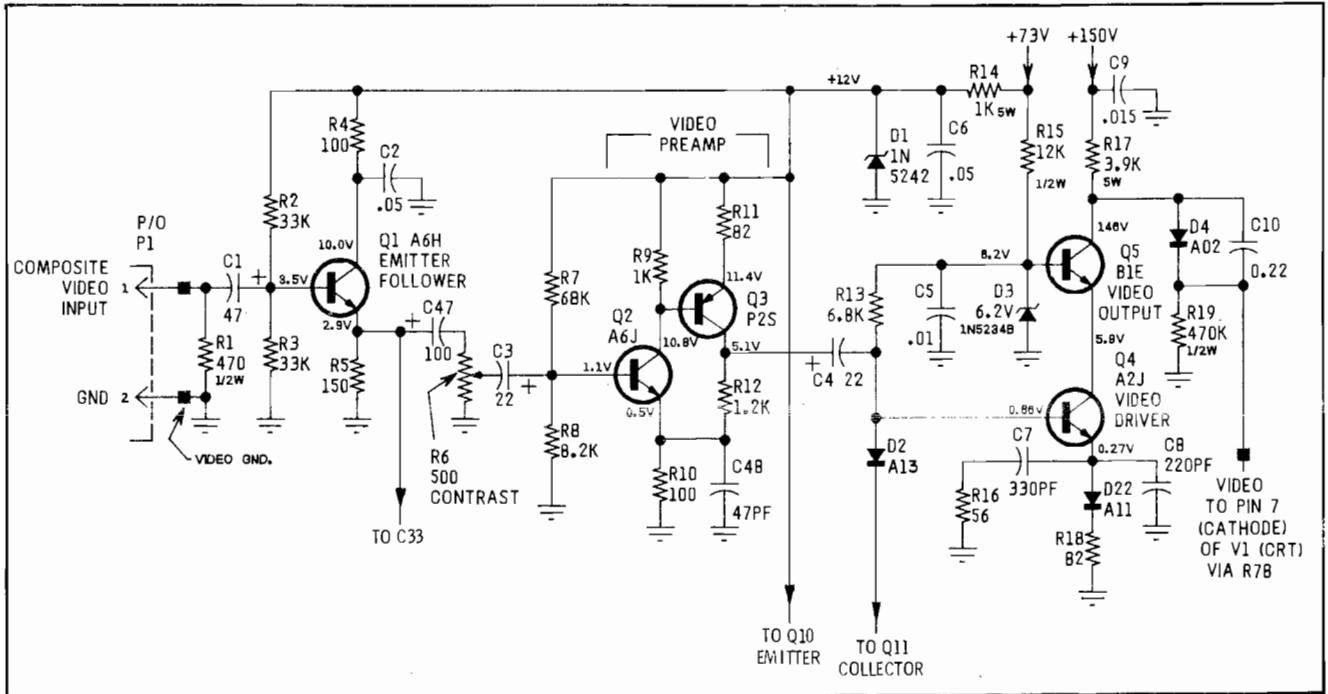 +73V
+150V
C9
.015
R14
1K 5W
+12V
R4
100
VIDEO
PREAMP
C2
.05
D1
1N
5242
C6
.05
R15
12K
1/2W
R17
3.9K
5W
R2
33K
R11
82
P/O
P1
10.0V
Q1 A6H
EMITTER
FOLLOWER
R9
1K
8.2V
146V
Q5
B1E
VIDEO
OUTPUT
D4
A02
C10
0.22
COMPOSITE
VIDEO
INPUT
1
C1
+
47
3.5V
R7
68K
11.4V
Q3
P2S
R13
6.8K
C5
.01
D3
6.2V
1N5234B
2.9V
C47
+
100
Q2
A6J
10.8V
5.1V
R19
470K
1/2W
R1
470
1/2W
R3
33K
R5
150
C3
22
+
1.1V
+
C4 22
5.9V
Q4
A2J
VIDEO
DRIVER
GND 2
0.5V
R12
1.2K
0.86V
VIDEO GND.
R6
500
CONTRAST
R8
8.2K
D2
A13
C7
330PF
0.27V
C8
220PF
R10
100
C48
47PF
R16
56
D22
A11
R18
82
VIDEO
TO PIN 7
(CATHODE)
OF V1 (CRT)
VIA R78
TO C33
TO Q10
EMITTER
TO Q11
COLLECTOR